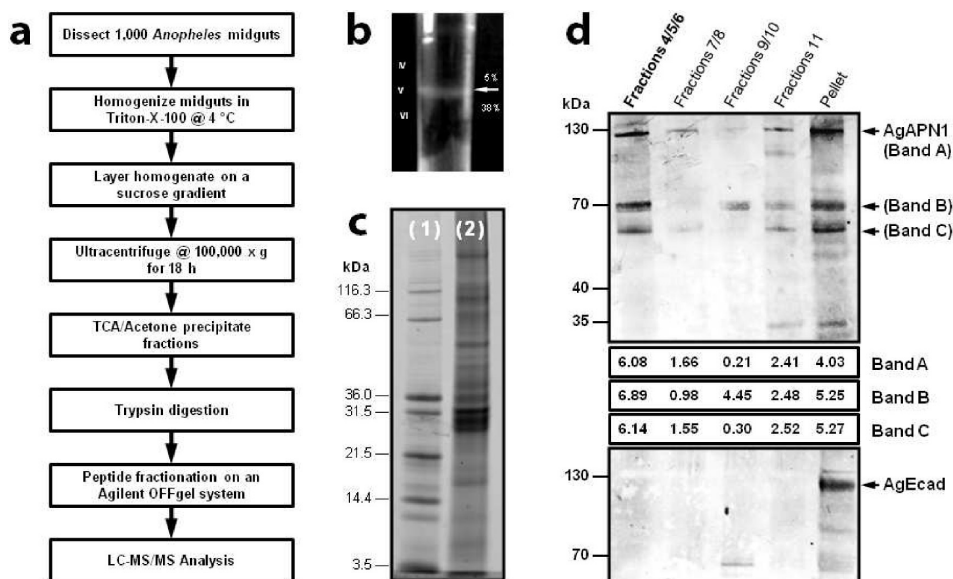 a
Dissect 1,000 Anopheles midguts
Homogenize midguts in
Triton-X-100 @ 4 °C
Layer homogenate on a
sucrose gradient
Ultracentrifuge @ 100,000 x g
for 18 h
TCA/Acetone precipitate
fractions
Trypsin digestion
Peptide fractionation on an
Agilent OFFgel system
LC-MS/MS Analysis
b
IV
V
VI
5%
38%
c
(1) (2)
kDa
116.3
66.3
36.0
31.5
21.5
14.4
3.5
d
Fractions 4/5/6
Fractions 7/8
Fractions 9/10
Fractions 11
Pellet
kDa
130
70
40
35
AgAPN1
(Band A)
(Band B)
(Band C)
6.08 1.66 0.21 2.41 4.03 Band A
6.89 0.98 4.45 2.48 5.25 Band B
6.14 1.55 0.30 2.52 5.27 Band C
130
70
AgEcad